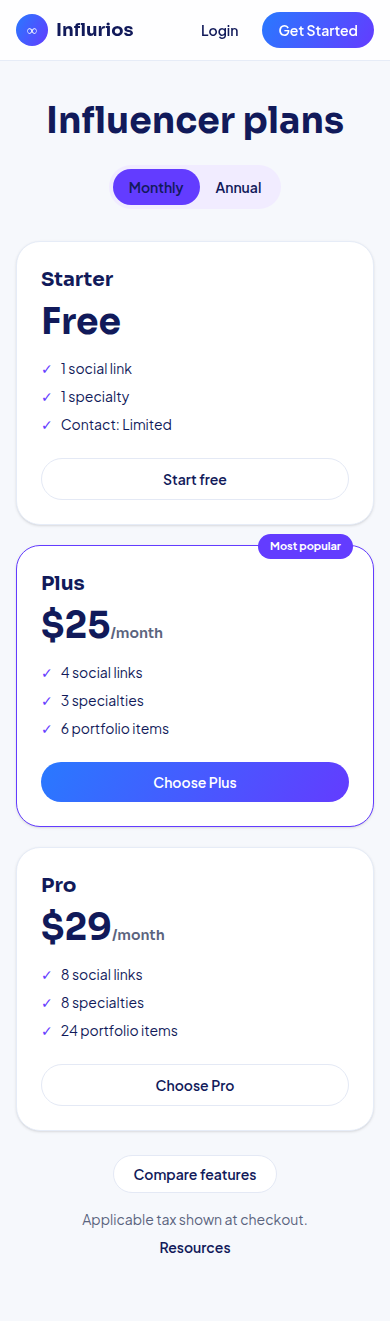 ∞ Influrios Login Get Started
Influencer plans
Monthly Annual
Starter
Free
✓ 1 social link
✓ 1 specialty
✓ Contact: Limited
Start free
Most popular
Plus
$25/month
✓ 4 social links
✓ 3 specialties
✓ 6 portfolio items
Choose Plus
Pro
$29/month
✓ 8 social links
✓ 8 specialties
✓ 24 portfolio items
Choose Pro
Compare features
Applicable tax shown at checkout.
Resources